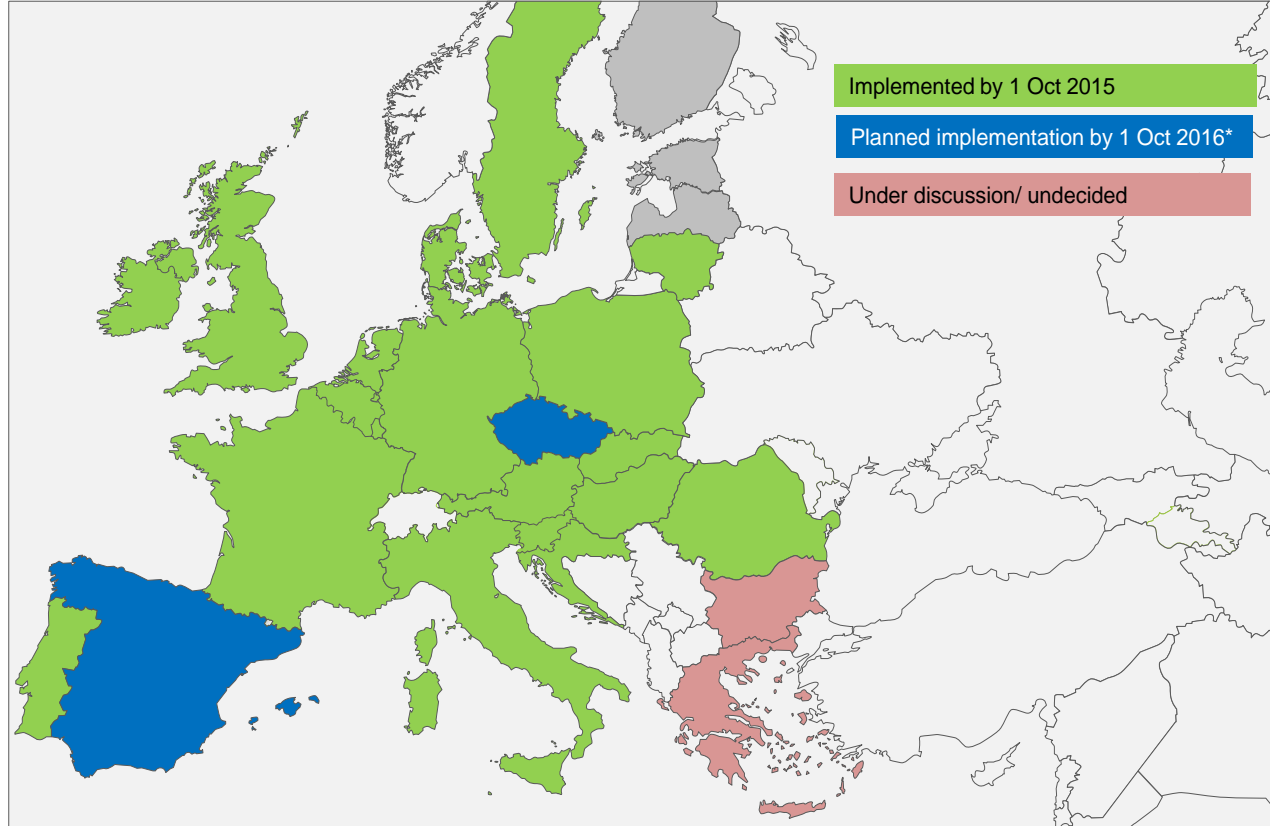 Implemented by 1 Oct 2015
Planned implementation by 1 Oct 2016*
Under discussion/ undecided